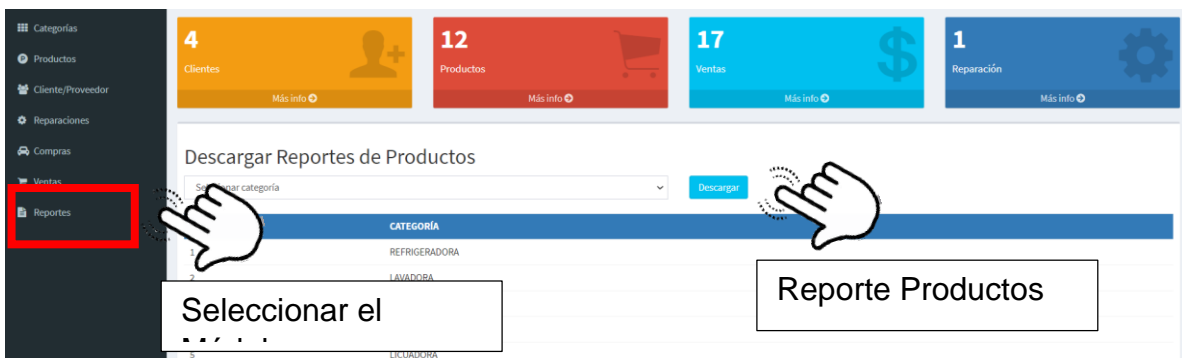 Categorías
Productos
Cliente/Proveedor
Reparaciones
Compras
Ventas
Reportes
4
Clientes
Más info
12
Productos
Más info
17
Ventas
Más info
1
Reparación
Más info
Descargar Reportes de Productos
Seleccionar categoría
Descargar
CATEGORÍA
1 REFRIGERADORA
2 LAVADORA
5 LICUADORA
Seleccionar el
Reporte Productos